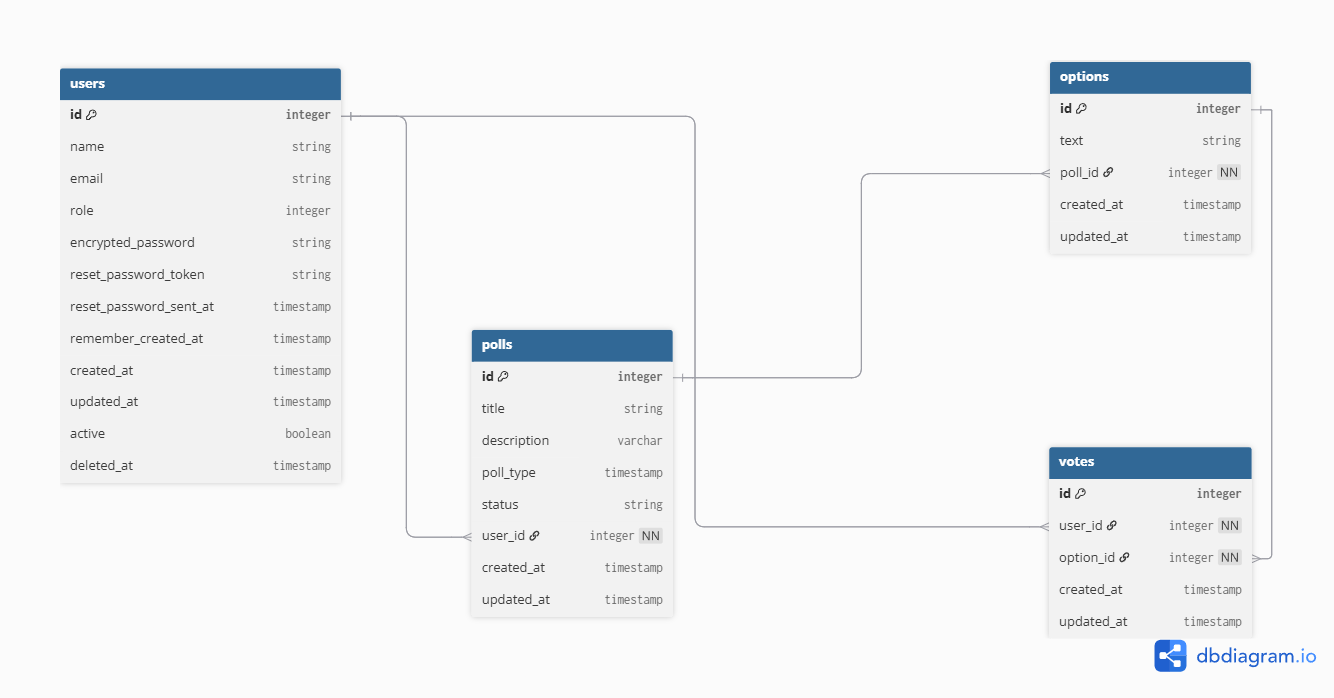 users
id integer
name string
email string
role integer
encrypted_password string
reset_password_token string
reset_password_sent_at timestamp
remember_created_at timestamp
created_at timestamp
updated_at timestamp
active boolean
deleted_at timestamp
polls
id integer
title string
description varchar
poll_type timestamp
status string
user_id integer NN
created_at timestamp
updated_at timestamp
options
id integer
text string
poll_id integer NN
created_at timestamp
updated_at timestamp
votes
id integer
user_id integer NN
option_id integer NN
created_at timestamp
updated_at timestamp
dbdiagram.io